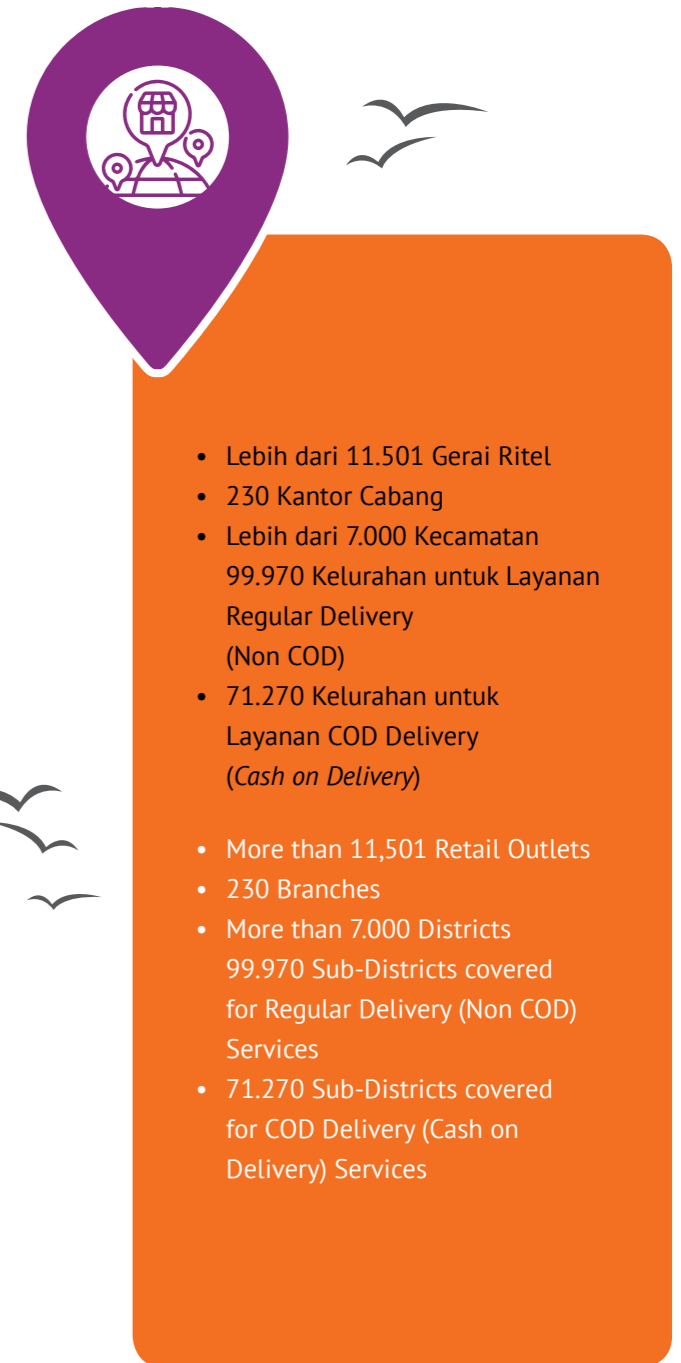 • Lebih dari 11.501 Gerai Ritel
• 230 Kantor Cabang
• Lebih dari 7.000 Kecamatan
99.970 Kelurahan untuk Layanan
Regular Delivery
(Non COD)
• 71.270 Kelurahan untuk
Layanan COD Delivery
(Cash on Delivery)
• More than 11,501 Retail Outlets
• 230 Branches
• More than 7.000 Districts
99.970 Sub-Districts covered
for Regular Delivery (Non COD)
Services
• 71.270 Sub-Districts covered
for COD Delivery (Cash on
Delivery) Services